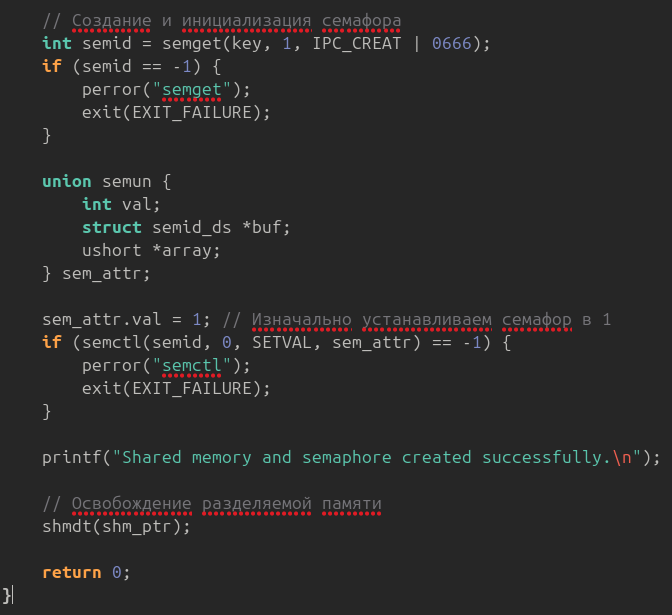 // Создание и инициализация семафора
int semid = semget(key, 1, IPC_CREAT | 0666);
if (semid == -1) {
perror("semget");
exit(EXIT_FAILURE);
}
union semun {
int val;
struct semid_ds *buf;
ushort *array;
} sem_attr;
sem_attr.val = 1; // Изначально устанавливаем семафор в 1
if (semctl(semid, 0, SETVAL, sem_attr) == -1) {
perror("semctl");
exit(EXIT_FAILURE);
}
printf("Shared memory and semaphore created successfully.\n");
// Освобождение разделяемой памяти
shmdt(shm_ptr);
return 0;
}